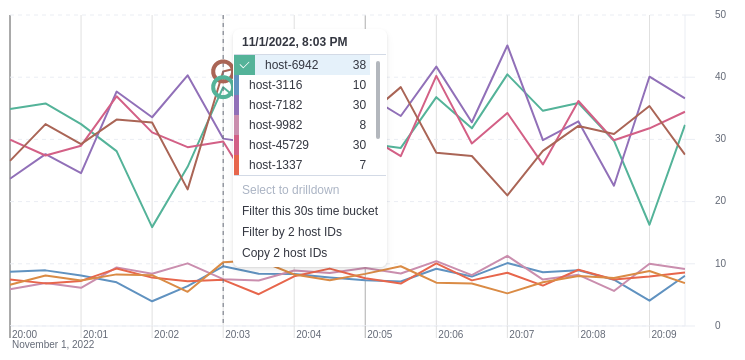 50
11/1/2022, 8:03 PM
host-6942 38
host-3116 10
host-7182 30
host-9982 8
host-45729 30
host-1337 7
Select to drilldown
Filter this 30s time bucket
Filter by 2 host IDs
Copy 2 host IDs
40
30
20
10
0
20:00 20:01 20:02 20:03 20:04 20:05 20:06 20:07 20:08 20:09
November 1, 2022